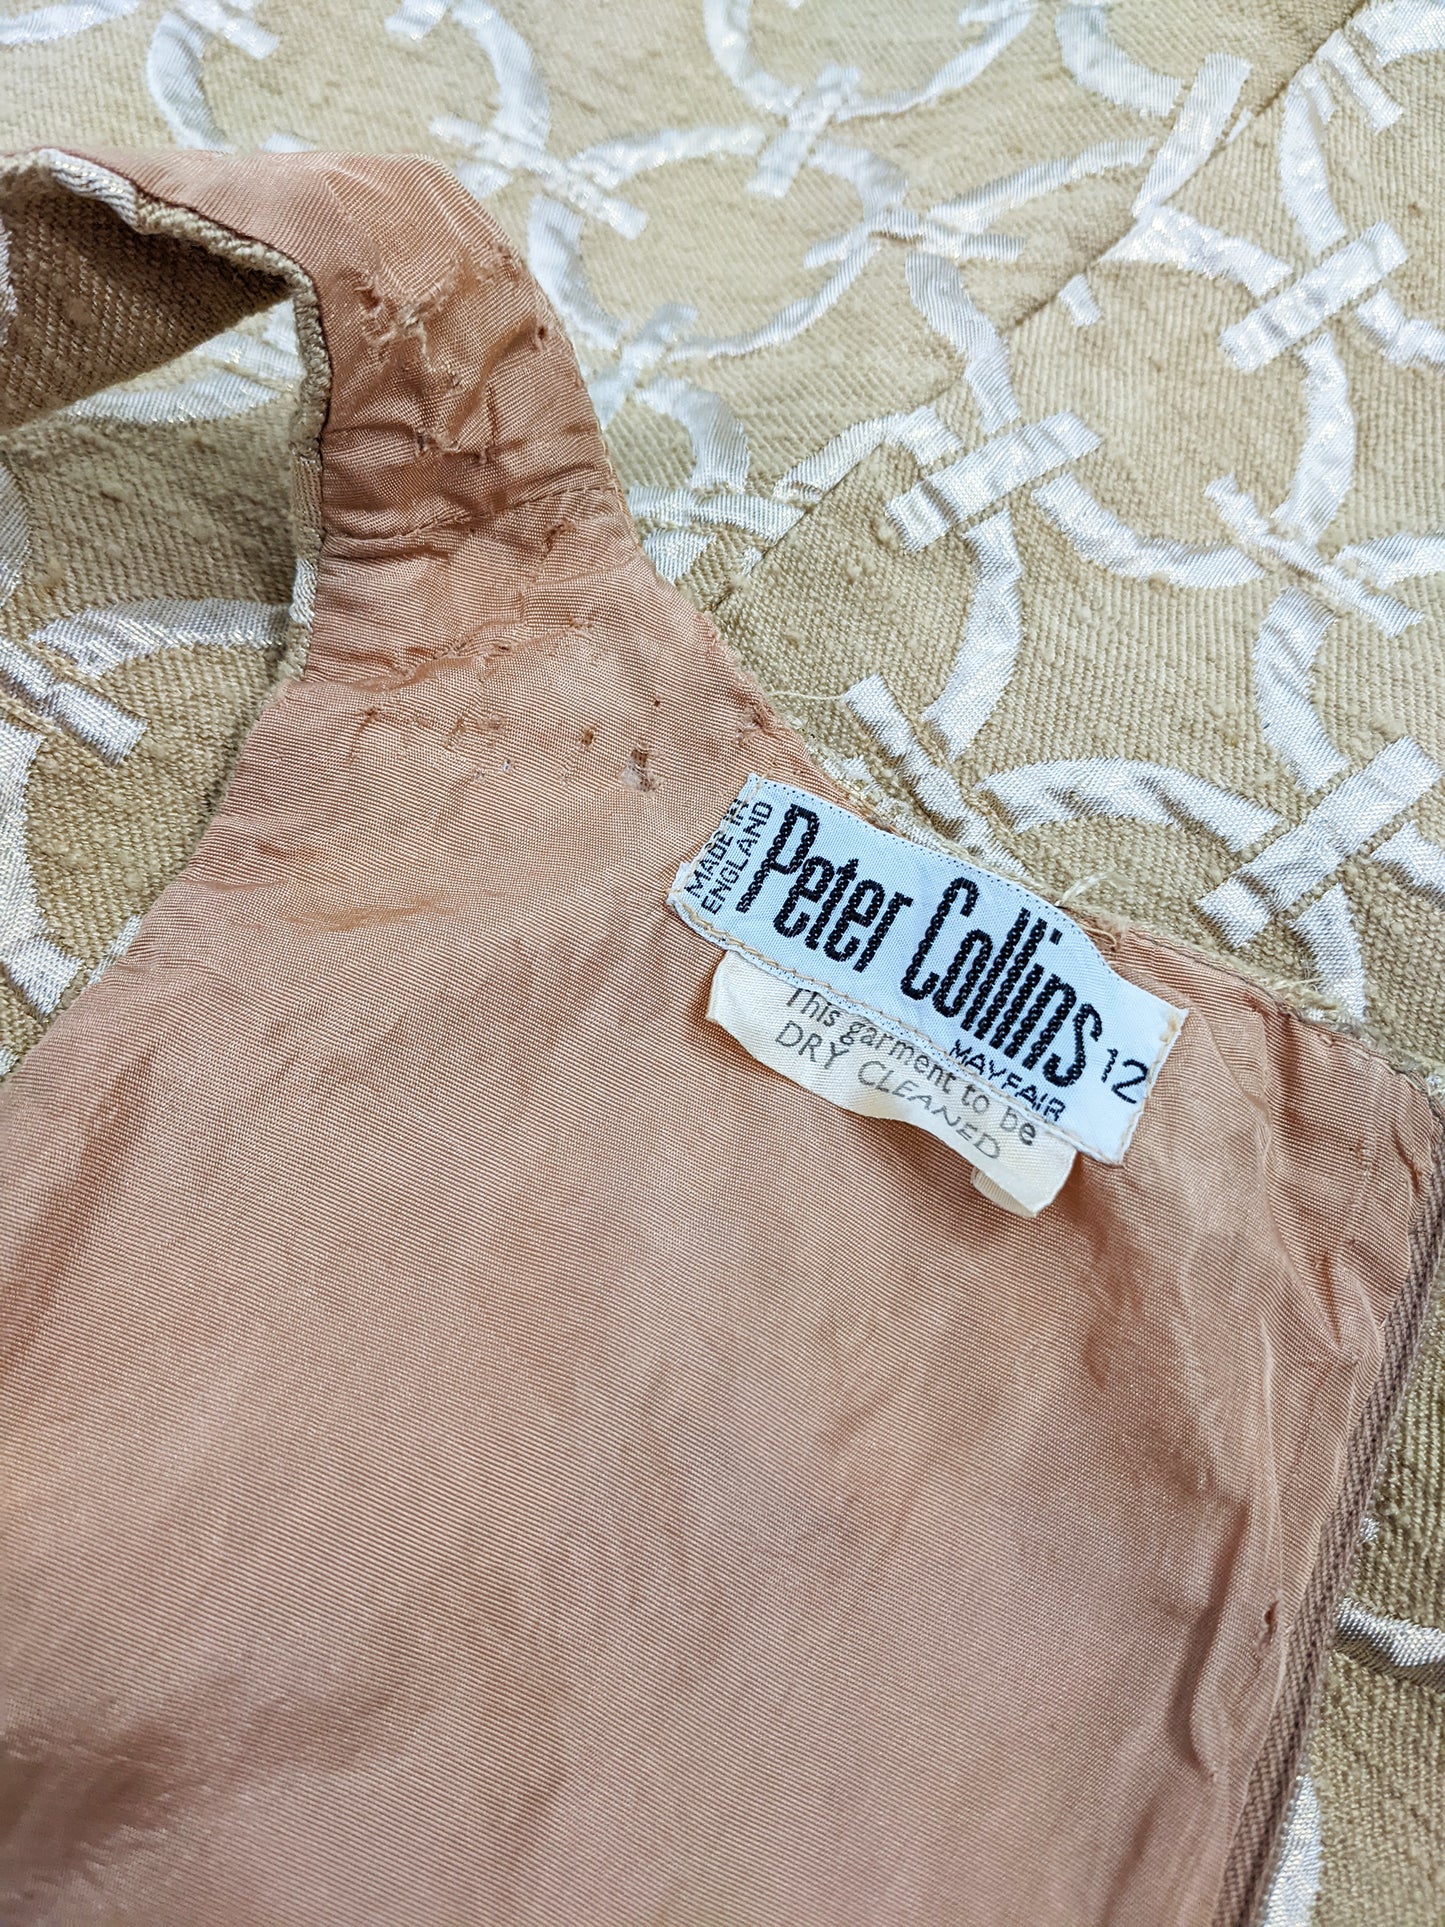 MADE IN
ENGLAND
Peter Collins
MAYFAIR
12
This garment to be
DRY CLEANED